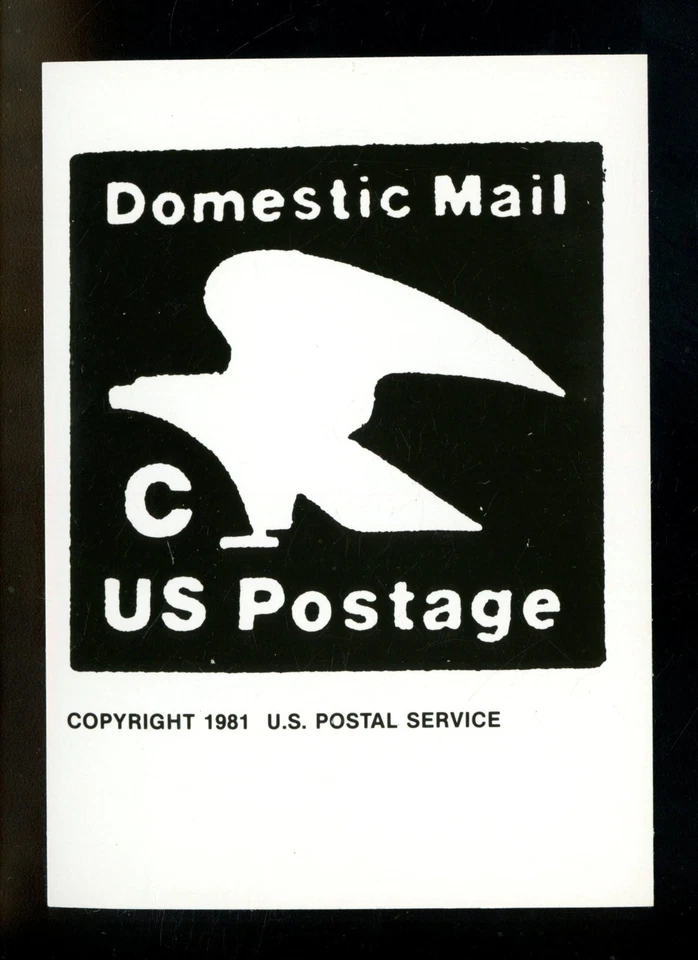 Domestic Mail
C
US Postage
COPYRIGHT 1981 U.S. POSTAL SERVICE